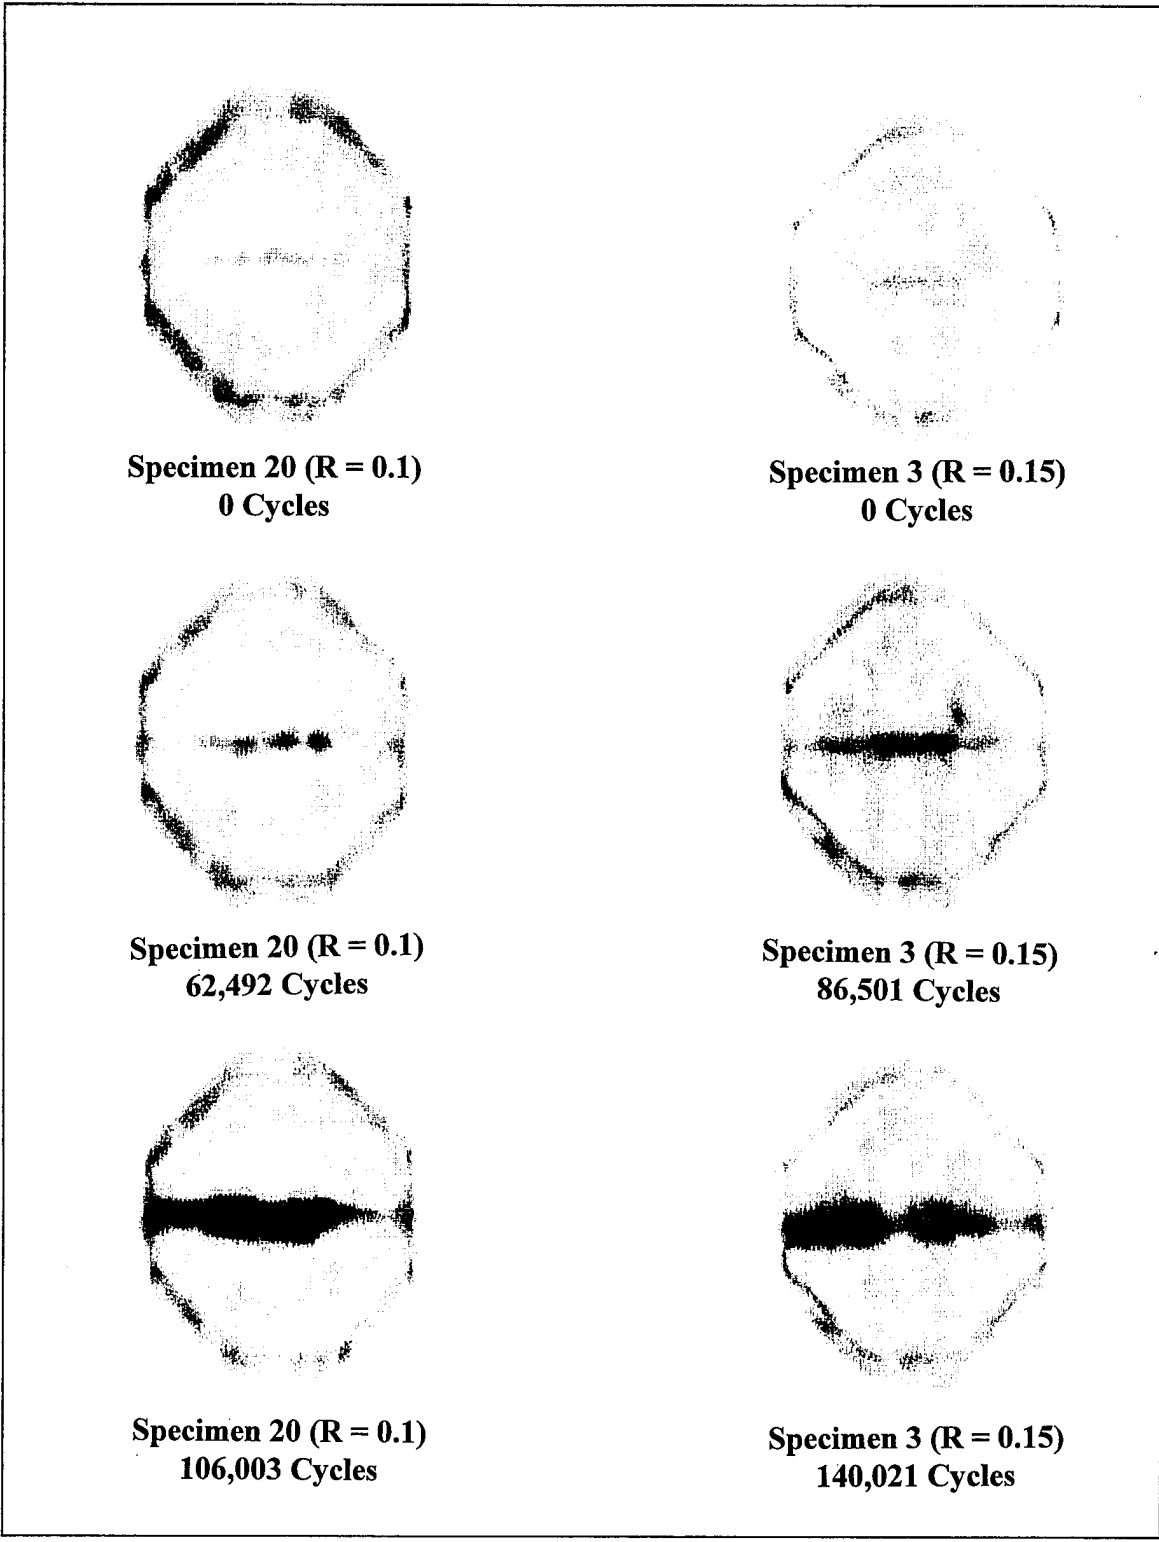 Specimen 20 (R = 0.1)
0 Cycles
Specimen 3 (R = 0.15)
0 Cycles
Specimen 20 (R = 0.1)
62,492 Cycles
Specimen 3 (R = 0.15)
86,501 Cycles
Specimen 20 (R = 0.1)
106,003 Cycles
Specimen 3 (R = 0.15)
140,021 Cycles